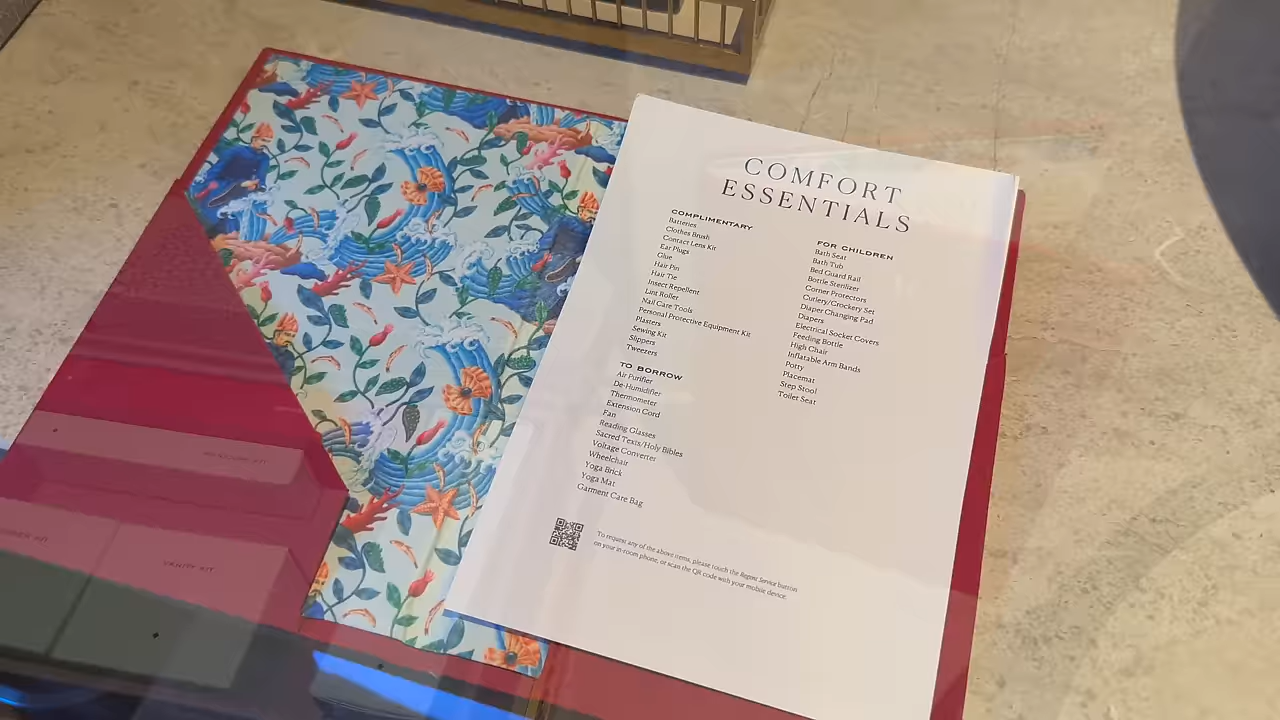 COMFORT
ESSENTIALS
COMPLIMENTARY
Batteries
Clothes Brush
Contact Lens Kit
Ear Plugs
Glue
Hair Pin
Hair Tie
Insect Repellent
Lint Roller
Nail Care Tools
Personal Protective Equipment Kit
Plasters
Sewing Kit
Slippers
Tweezers
TO BORROW
Air Purifier
De-Humidifier
Thermometer
Extension Cord
Fan
Reading Glasses
Sacred Texts/Holy Bibles
Voltage Converter
Wheelchair
Yoga Brick
Yoga Mat
Garment Care Bag
FOR CHILDREN
Bath Seat
Bath Tub
Bed Guard Rail
Bottle Sterilizer
Corner Protectors
Cutlery/Crockery Set
Diaper Changing Pad
Diapers
Electrical Socket Covers
Feeding Bottle
High Chair
Inflatable Arm Bands
Potty
Placemat
Step Stool
Toilet Seat
To request any of the above items, please touch the Regent Service button
on your in-room phone, or scan the QR code with your mobile device.
VANITY KIT